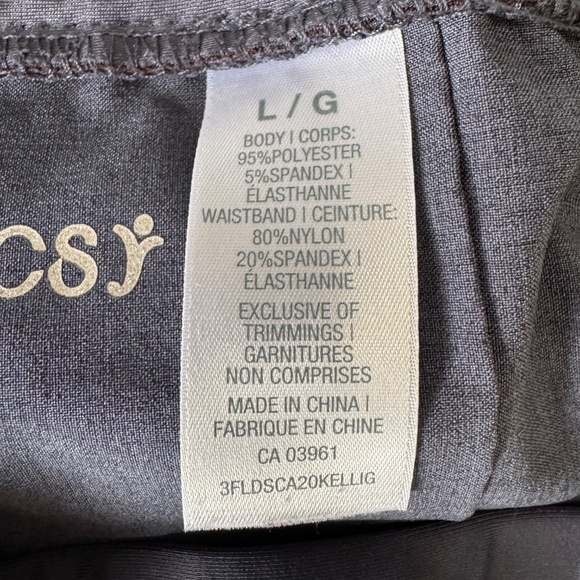 L / G
BODY | CORPS:
95%POLYESTER
5%SPANDEX |
ÉLASTHANNE
WAISTBAND | CEINTURE:
80%NYLON
20%SPANDEX |
ÉLASTHANNE
EXCLUSIVE OF
TRIMMINGS |
GARNITURES
NON COMPRISES
MADE IN CHINA |
FABRIQUE EN CHINE
CA 03961
3FLDSCA20KELLIG